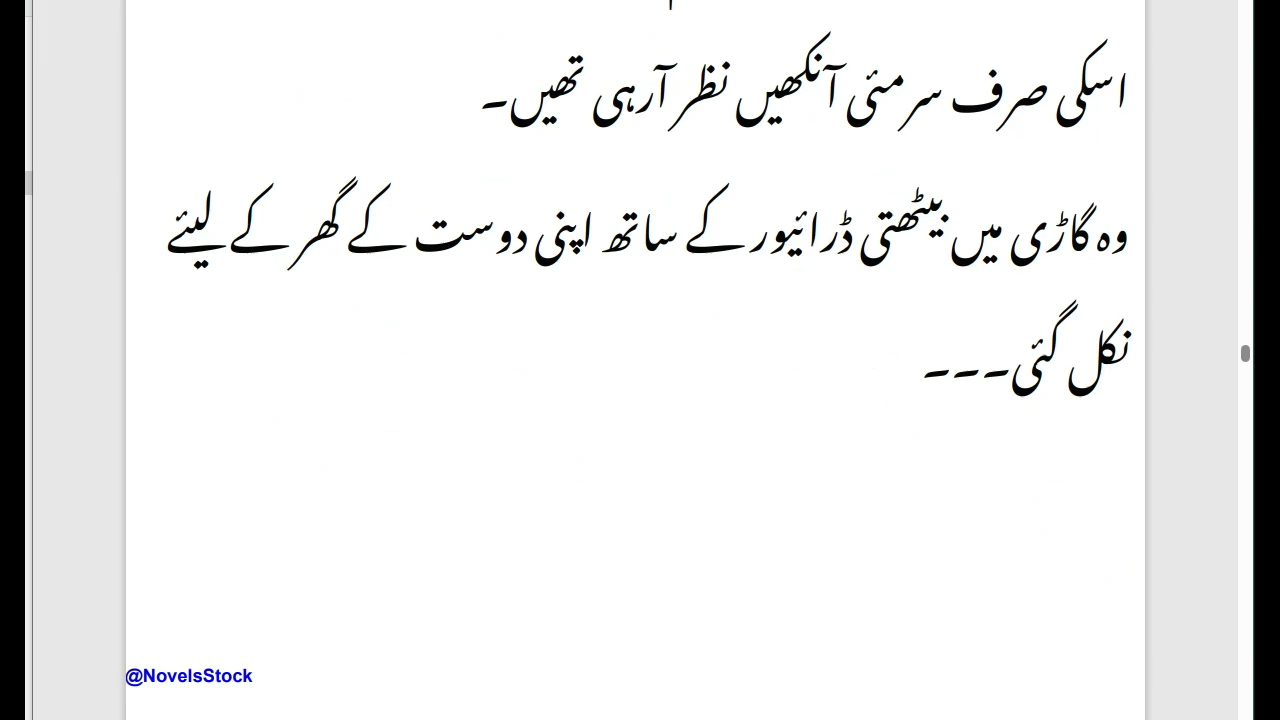 اسکی صرف سرمئی آنکھیں نظر آرہی تھیں۔
وہ گاڑی میں بیٹھتی ڈرائیور کے ساتھ اپنی دوست کے گھر کے لیئے
نکل گئی۔۔۔
@NovelsStock